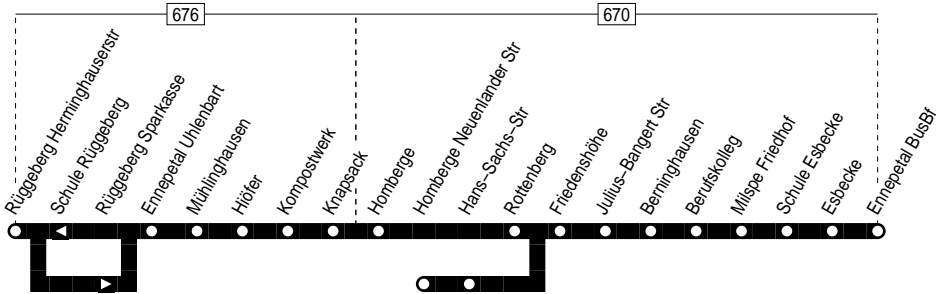 676
670
Rüggeberg Herminghauserstr
Schule Rüggeberg
Rüggeberg Sparkasse
Ennepetal Uhlenbart
Mühlinghausen
Hiöfer
Kompostwerk
Knapsack
Homberge
Homberge Neuenlander Str
Hans-Sachs-Str
Rottenberg
Friedenshöhe
Julius-Bangert Str
Berninghausen
Berufskolleg
Milspe Friedhof
Schule Esbecke
Esbecke
Ennepetal BusBf